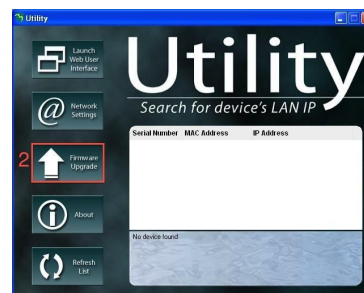 Utility
Launch
Web User
Interface
Network
Settings
2
Firmware
Upgrade
About
Refresh
List
Utility
Search for device's LAN IP
Serial Number MAC Address IP Address
No device found